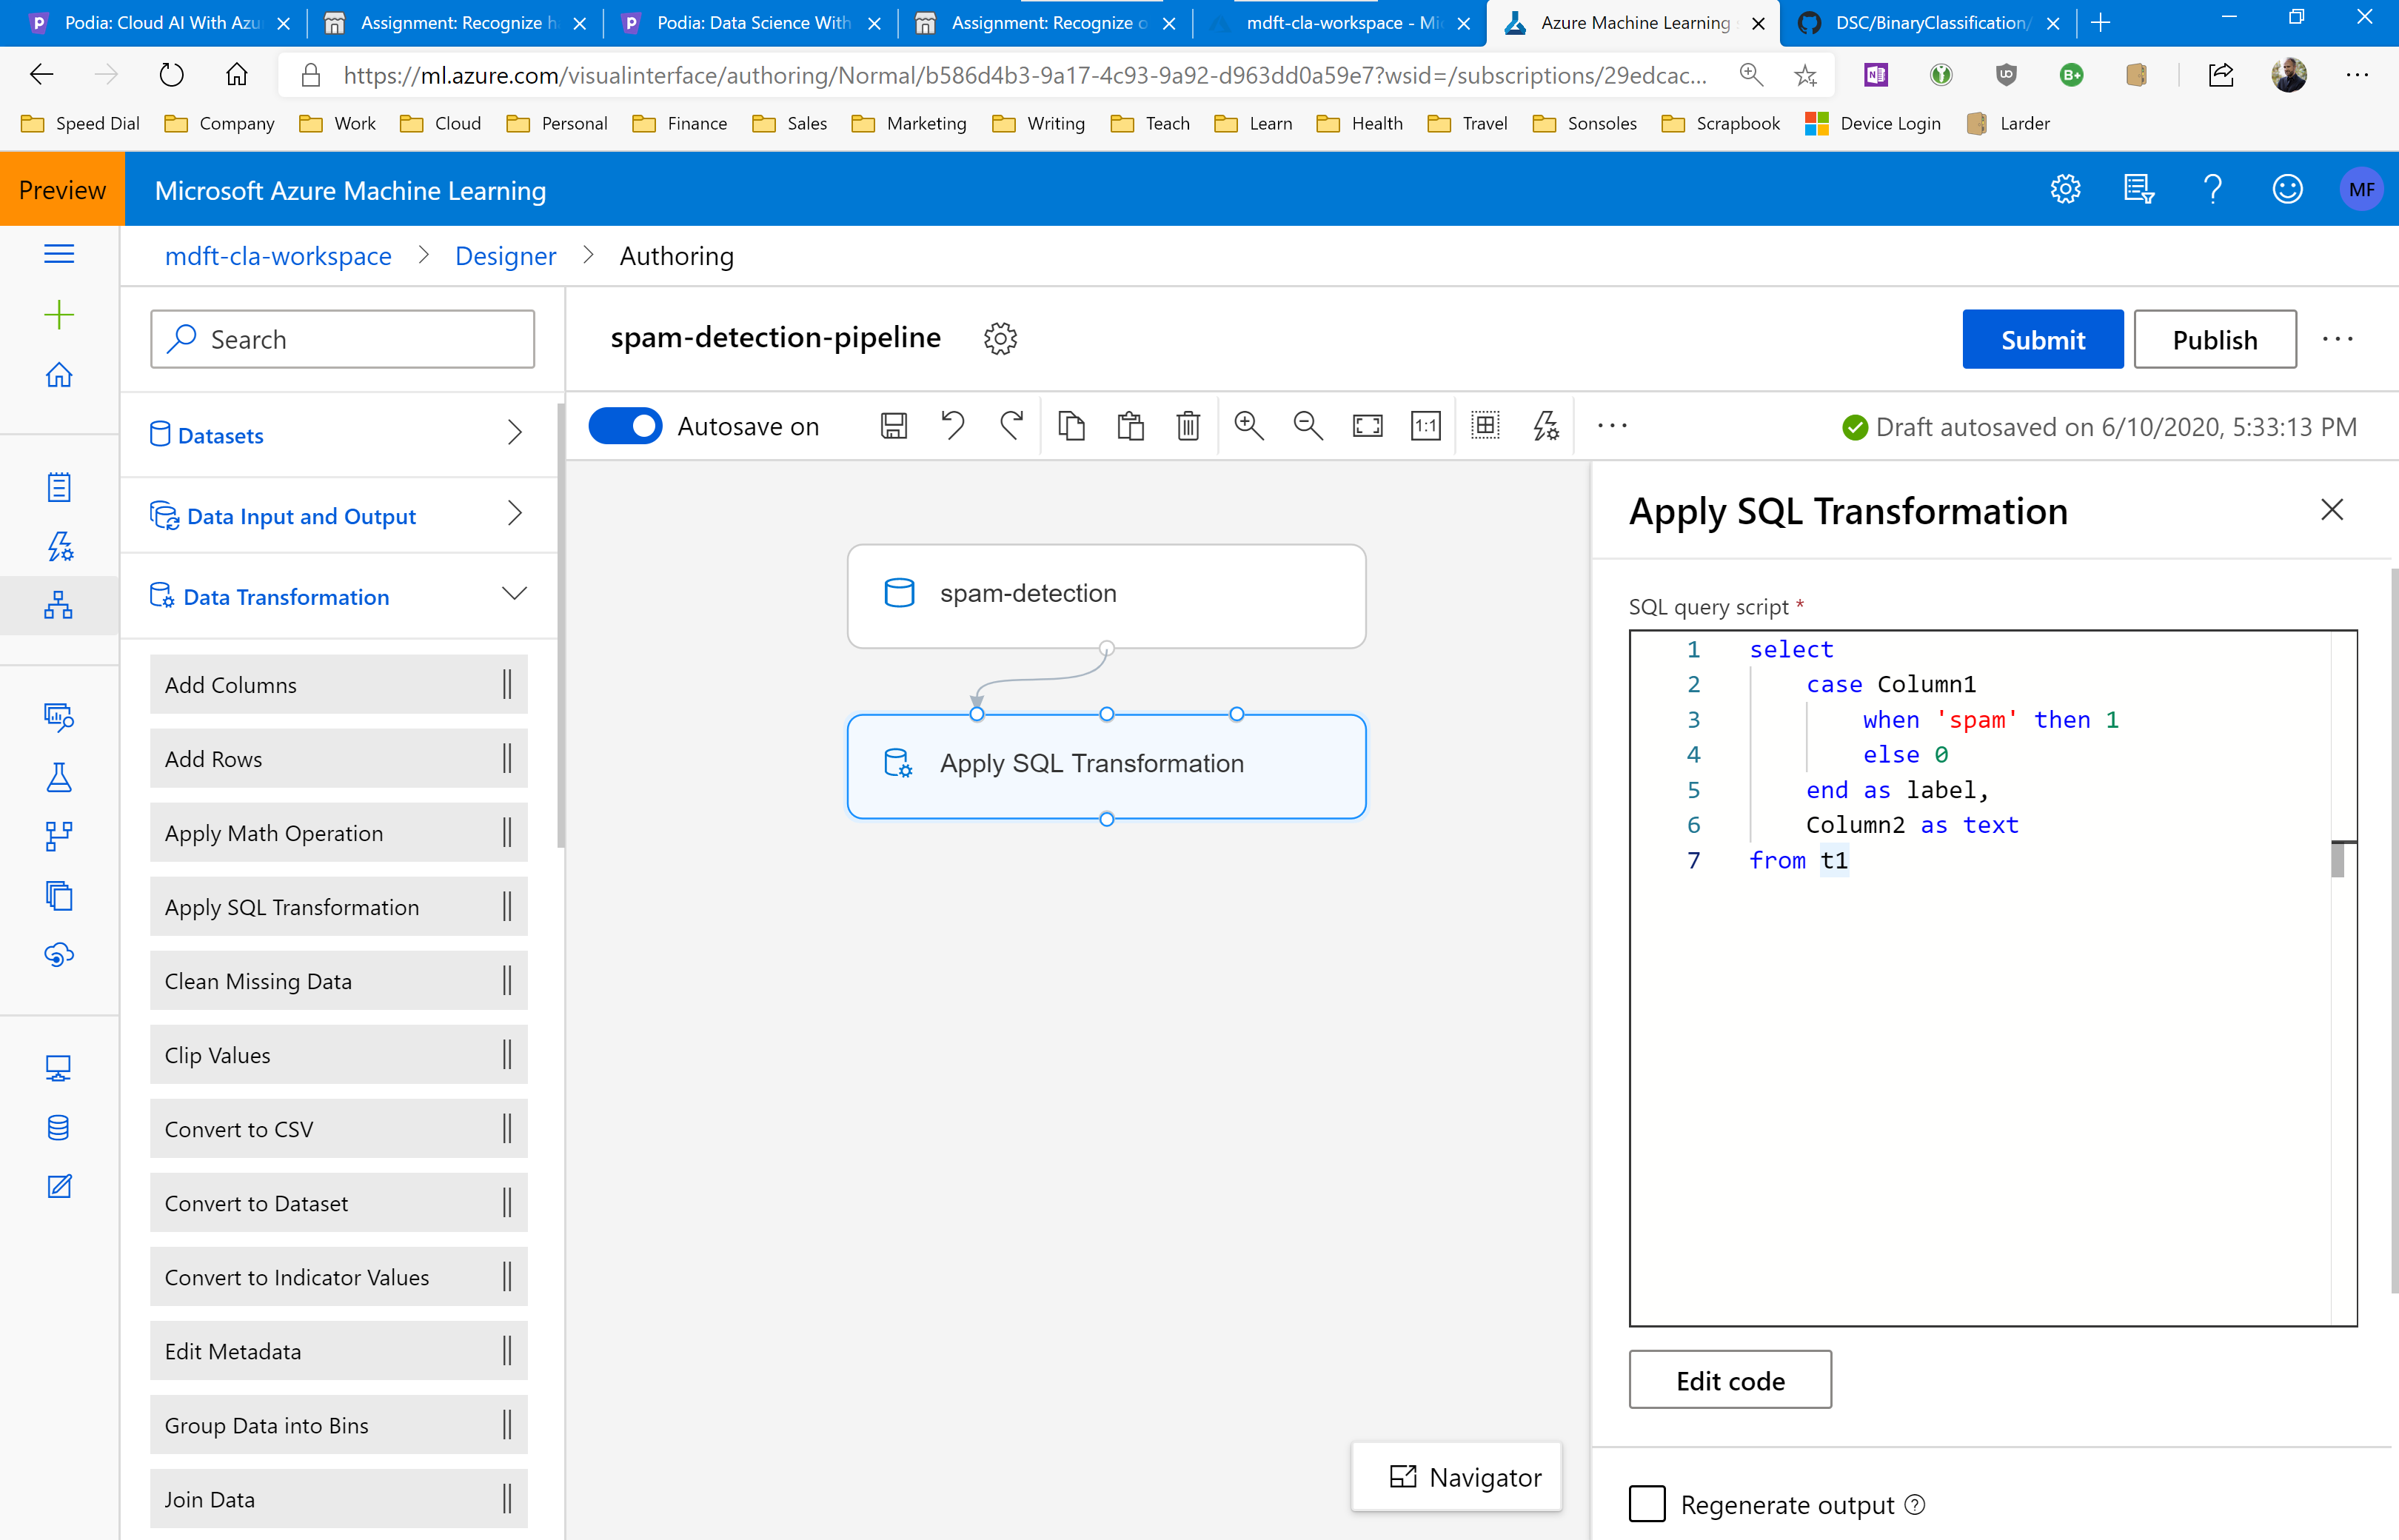 Podia: Cloud AI With Azu
Assignment: Recognize h
Podia: Data Science With
Assignment: Recognize o
mdft-cla-workspace - Mi
Azure Machine Learning
DSC/BinaryClassification/
https://ml.azure.com/visualinterface/authoring/Normal/b586d4b3-9a17-4c93-9a92-d963dd0a59e7?wsid=/subscriptions/29edcac...
Speed Dial
Company
Work
Cloud
Personal
Finance
Sales
Marketing
Writing
Teach
Learn
Health
Travel
Sonsoles
Scrapbook
Device Login
Larder
Preview
Microsoft Azure Machine Learning
MF
mdft-cla-workspace > Designer > Authoring
Search
spam-detection-pipeline
Submit
Publish
Datasets
Autosave on
1:1
Draft autosaved on 6/10/2020, 5:33:13 PM
Data Input and Output
Data Transformation
Add Columns
Add Rows
Apply Math Operation
Apply SQL Transformation
Clean Missing Data
Clip Values
Convert to CSV
Convert to Dataset
Convert to Indicator Values
Edit Metadata
Group Data into Bins
Join Data
spam-detection
Apply SQL Transformation
Navigator
Apply SQL Transformation
SQL query script *
1 select
2 case Column1
3 when 'spam' then 1
4 else 0
5 end as label,
6 Column2 as text
7 from t1
Edit code
Regenerate output